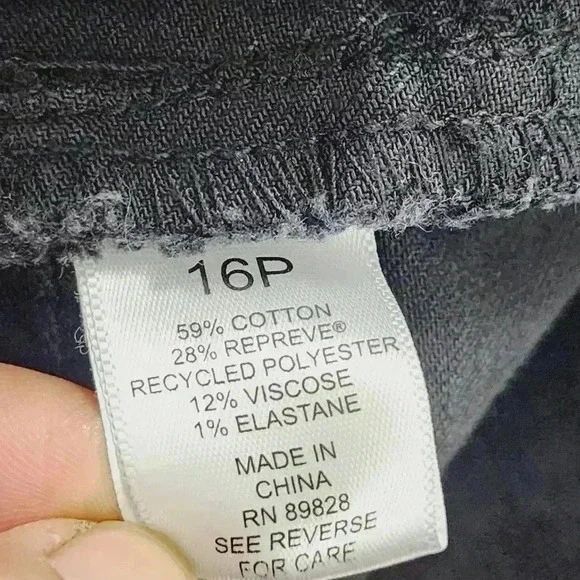 16P
59% COTTON
28% REPREVE®
RECYCLED POLYESTER
12% VISCOSE
1% ELASTANE
MADE IN
CHINA
RN 89828
SEE REVERSE
FOR CARE